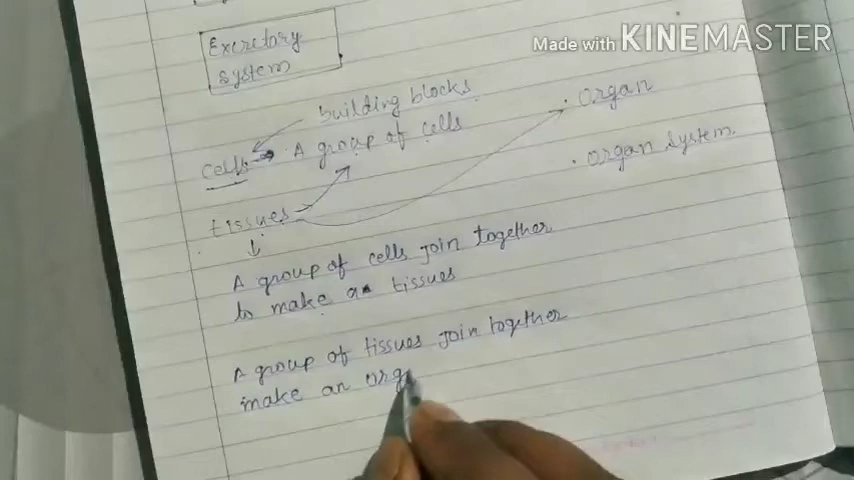 Made with KINEMASTER
Excretory
system
building blocks
cells → A group of cells
• organ
• organ system
tissues
A group of cells join together
to make a tissues
A group of tissues join together
make an orga